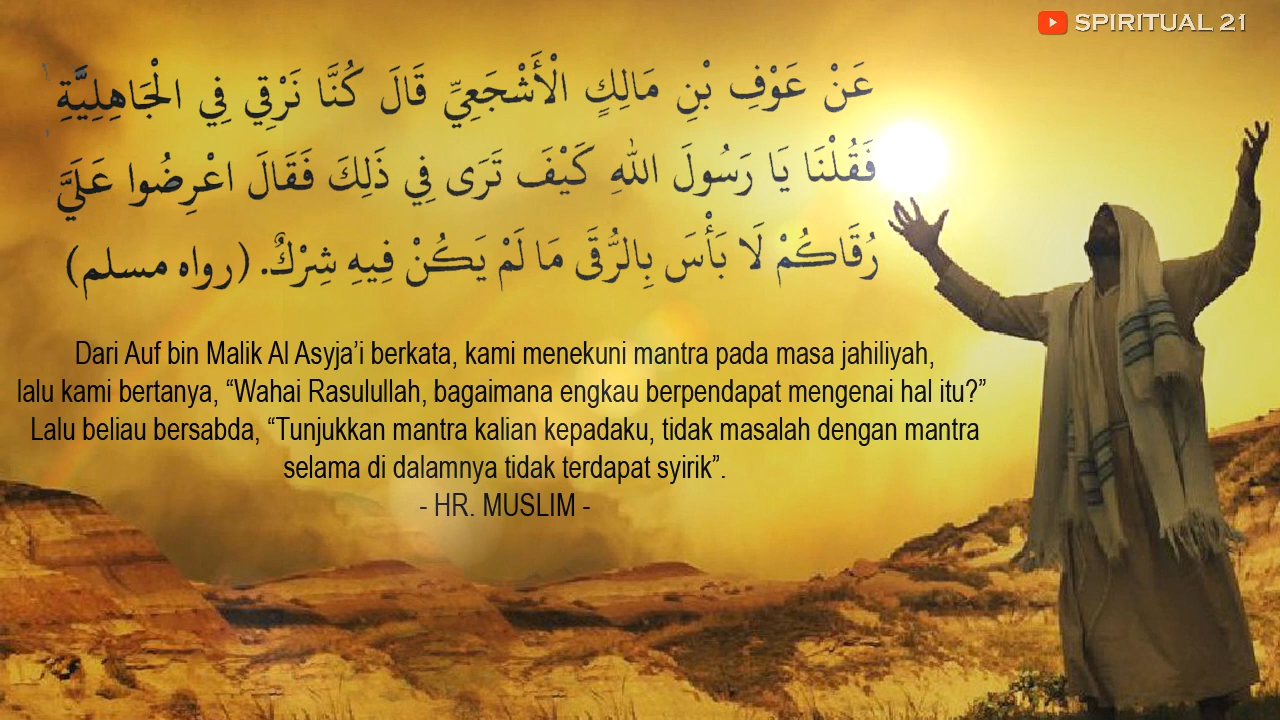 SPIRITUAL 21
عَنْ عَوْفِ بْنِ مَالِكٍ الْأَشْجَعِيِّ قَالَ كُنَّا نَرْقِي فِي الْجَاهِلِيَّةِ
فَقُلْنَا يَا رَسُولَ اللهِ كَيْفَ تَرَى فِي ذَلِكَ فَقَالَ اعْرِضُوا عَلَيَّ
رُقَاكُمْ لَا بَأْسَ بِالرُّقَى مَا لَمْ يَكُنْ فِيهِ شِرْكٌ. (رواه مسلم)
Dari Auf bin Malik Al Asyja’i berkata, kami menekuni mantra pada masa jahiliyah,
lalu kami bertanya, “Wahai Rasulullah, bagaimana engkau berpendapat mengenai hal itu?”
Lalu beliau bersabda, “Tunjukkan mantra kalian kepadaku, tidak masalah dengan mantra
selama di dalamnya tidak terdapat syirik”.
- HR. MUSLIM -